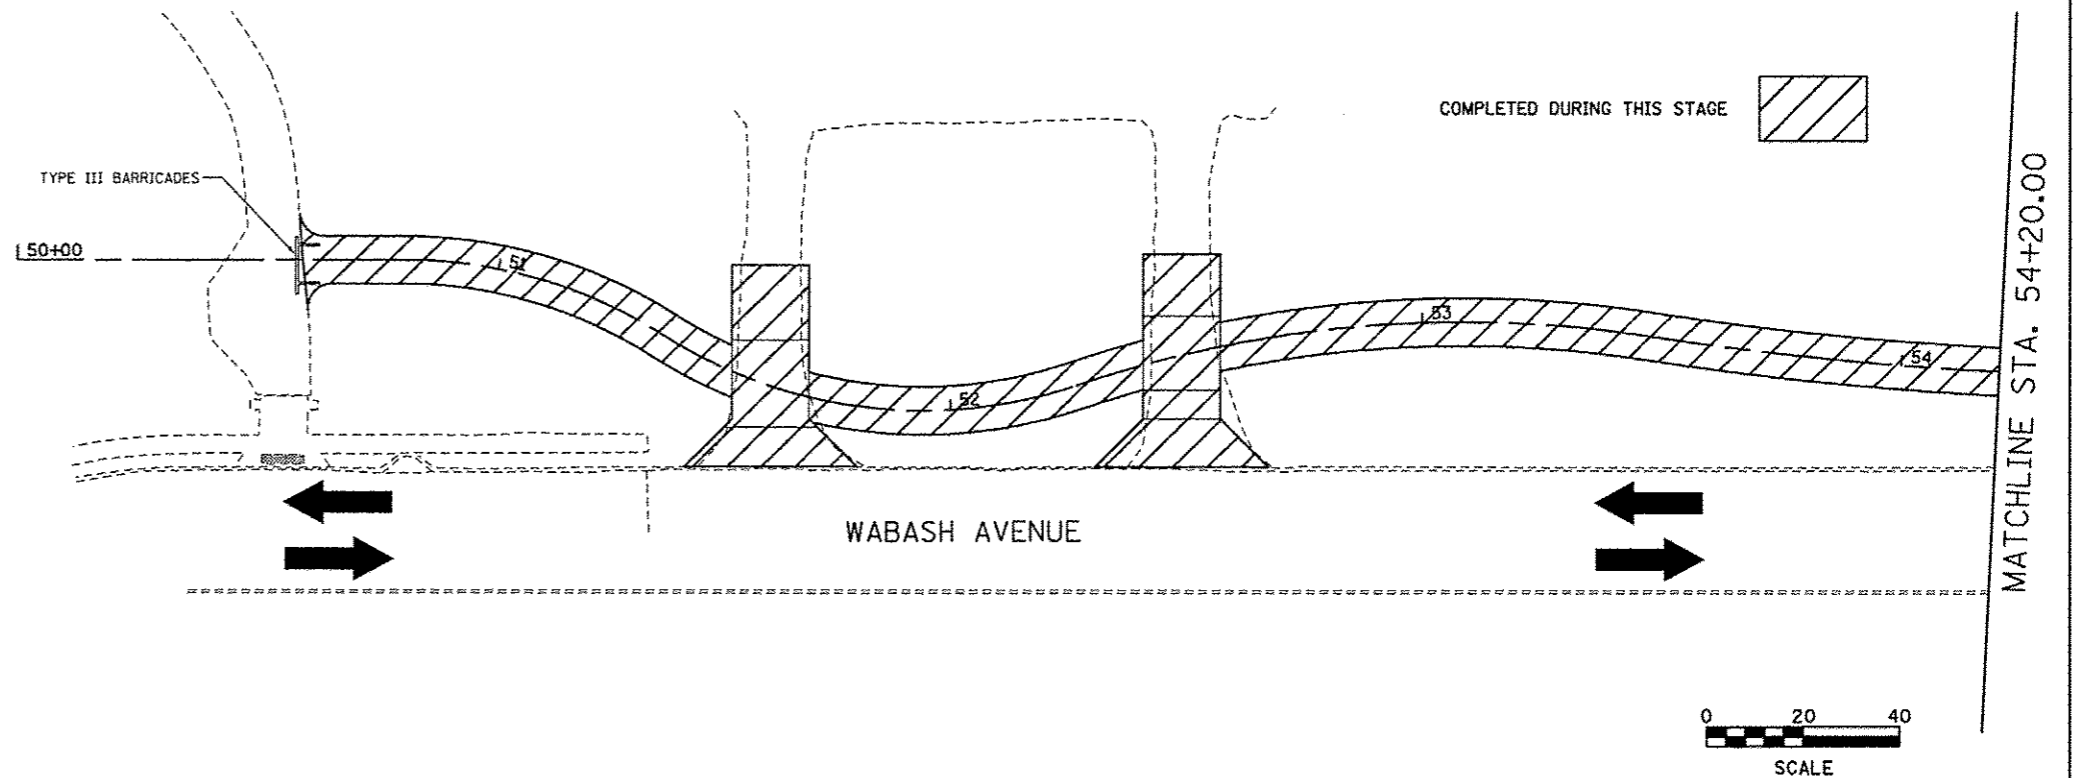 COMPLETED DURING THIS STAGE
TYPE III BARRICADES
50+00
51
52
53
54
WABASH AVENUE
MATCHLINE STA. 54+20.00
0 20 40
SCALE